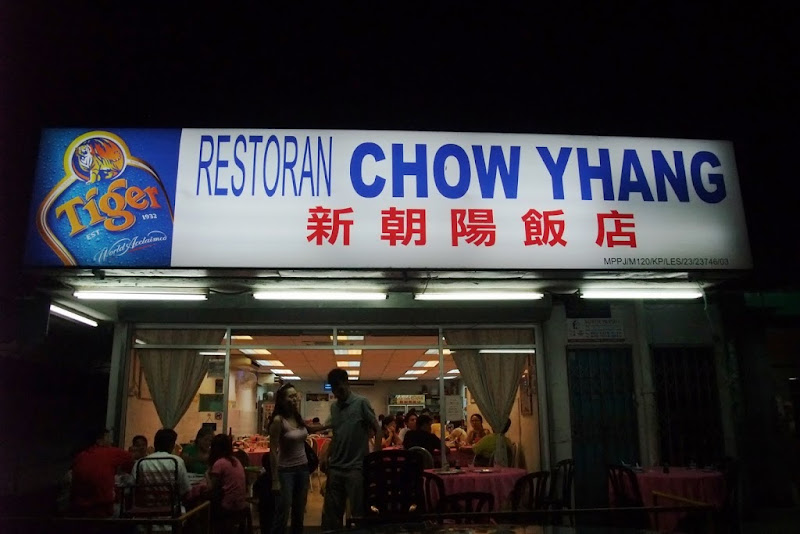 Tiger
EST 1932
World Acclaimed
RESTORAN CHOW YHANG
新朝陽飯店
MPPJ/M120/KP/LES/23/23746/03